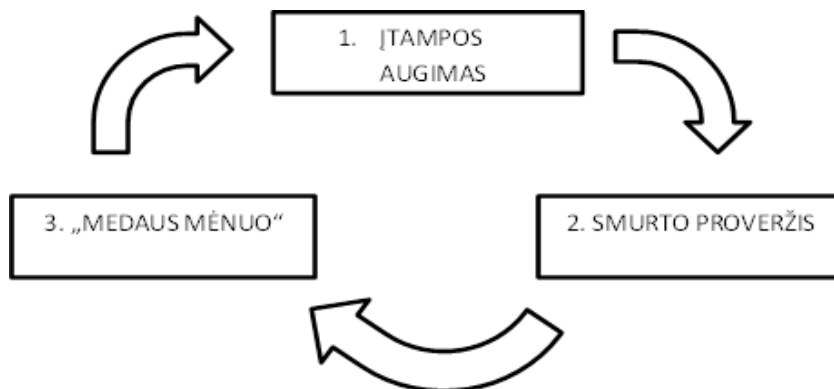 1. ĮTAMPOS
AUGIMAS
3. „MEDAUS MĖNUO“
2. SMURTO PROVERŽIS